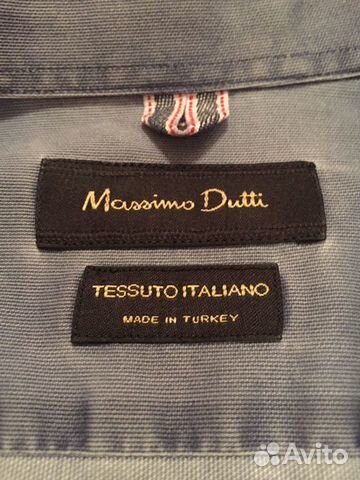 Massimo Dutti
TESSUTO ITALIANO
MADE IN TURKEY
Avito